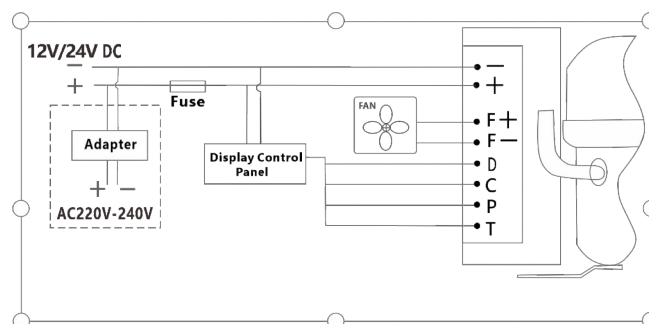 12V/24V DC
−
+
Fuse
Adapter
+ −
AC220V-240V
FAN
Display Control
Panel
−
+
F+
F−
D
C
P
T